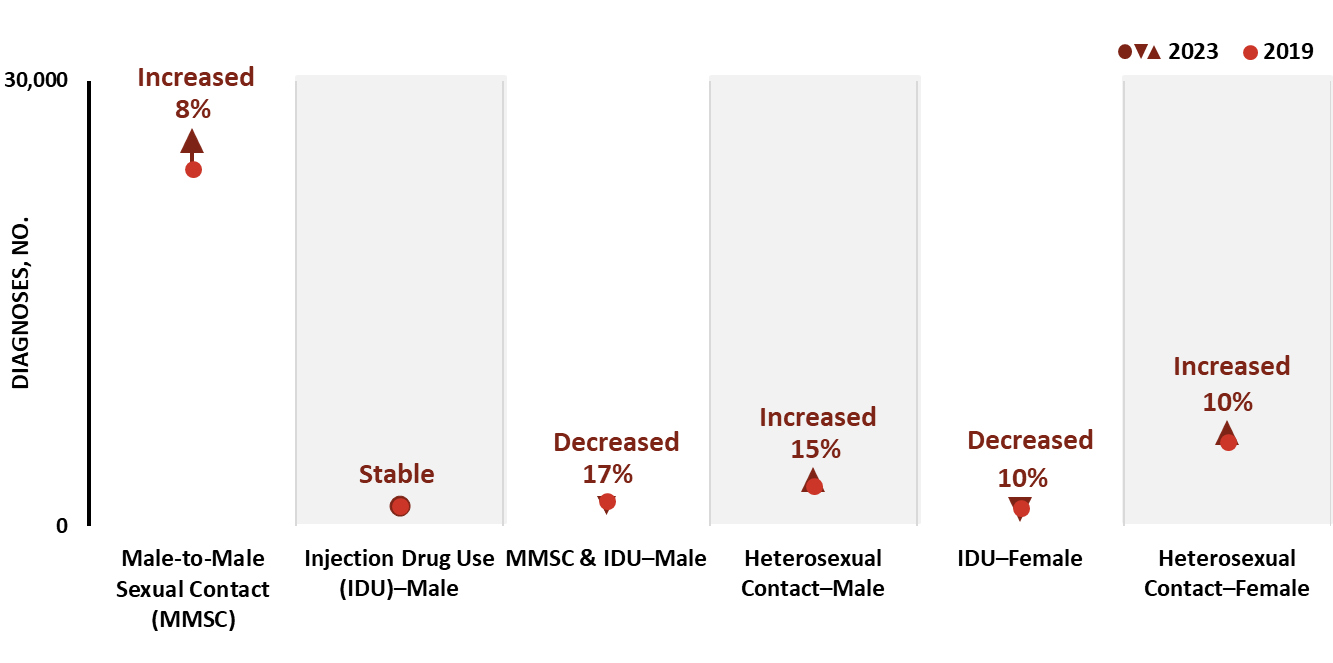 2023 2019
30,000
DIAGNOSES, NO.
0
Increased
8%
Stable
Decreased
17%
Increased
15%
Decreased
10%
Increased
10%
Male-to-Male
Sexual Contact
(MMSC)
Injection Drug Use
(IDU)–Male
MMSC & IDU–Male
Heterosexual
Contact–Male
IDU–Female
Heterosexual
Contact–Female